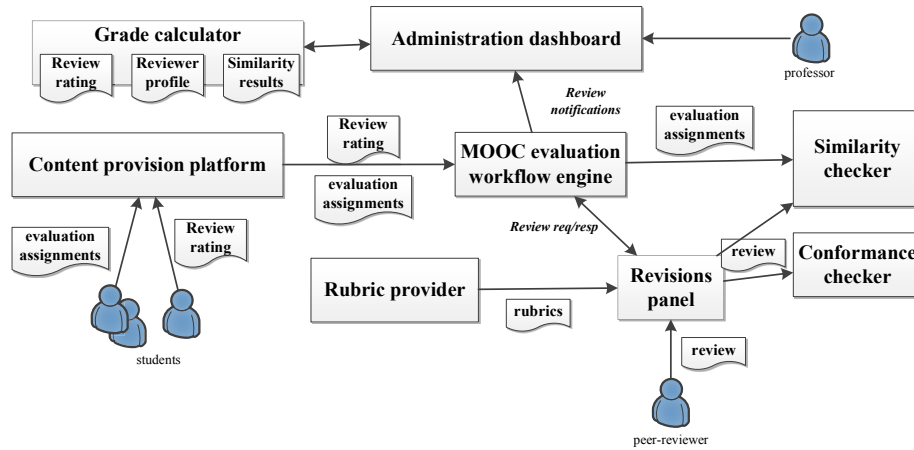 Grade calculator
Review
rating
Reviewer
profile
Similarity
results
Administration dashboard
professor
Review
notifications
Content provision platform
Review
rating
evaluation
assignments
MOOC evaluation
workflow engine
evaluation
assignments
Similarity
checker
evaluation
assignments
Review
rating
students
Review req/resp
Rubric provider
rubrics
Revisions
panel
review
Conformance
checker
review
peer-reviewer